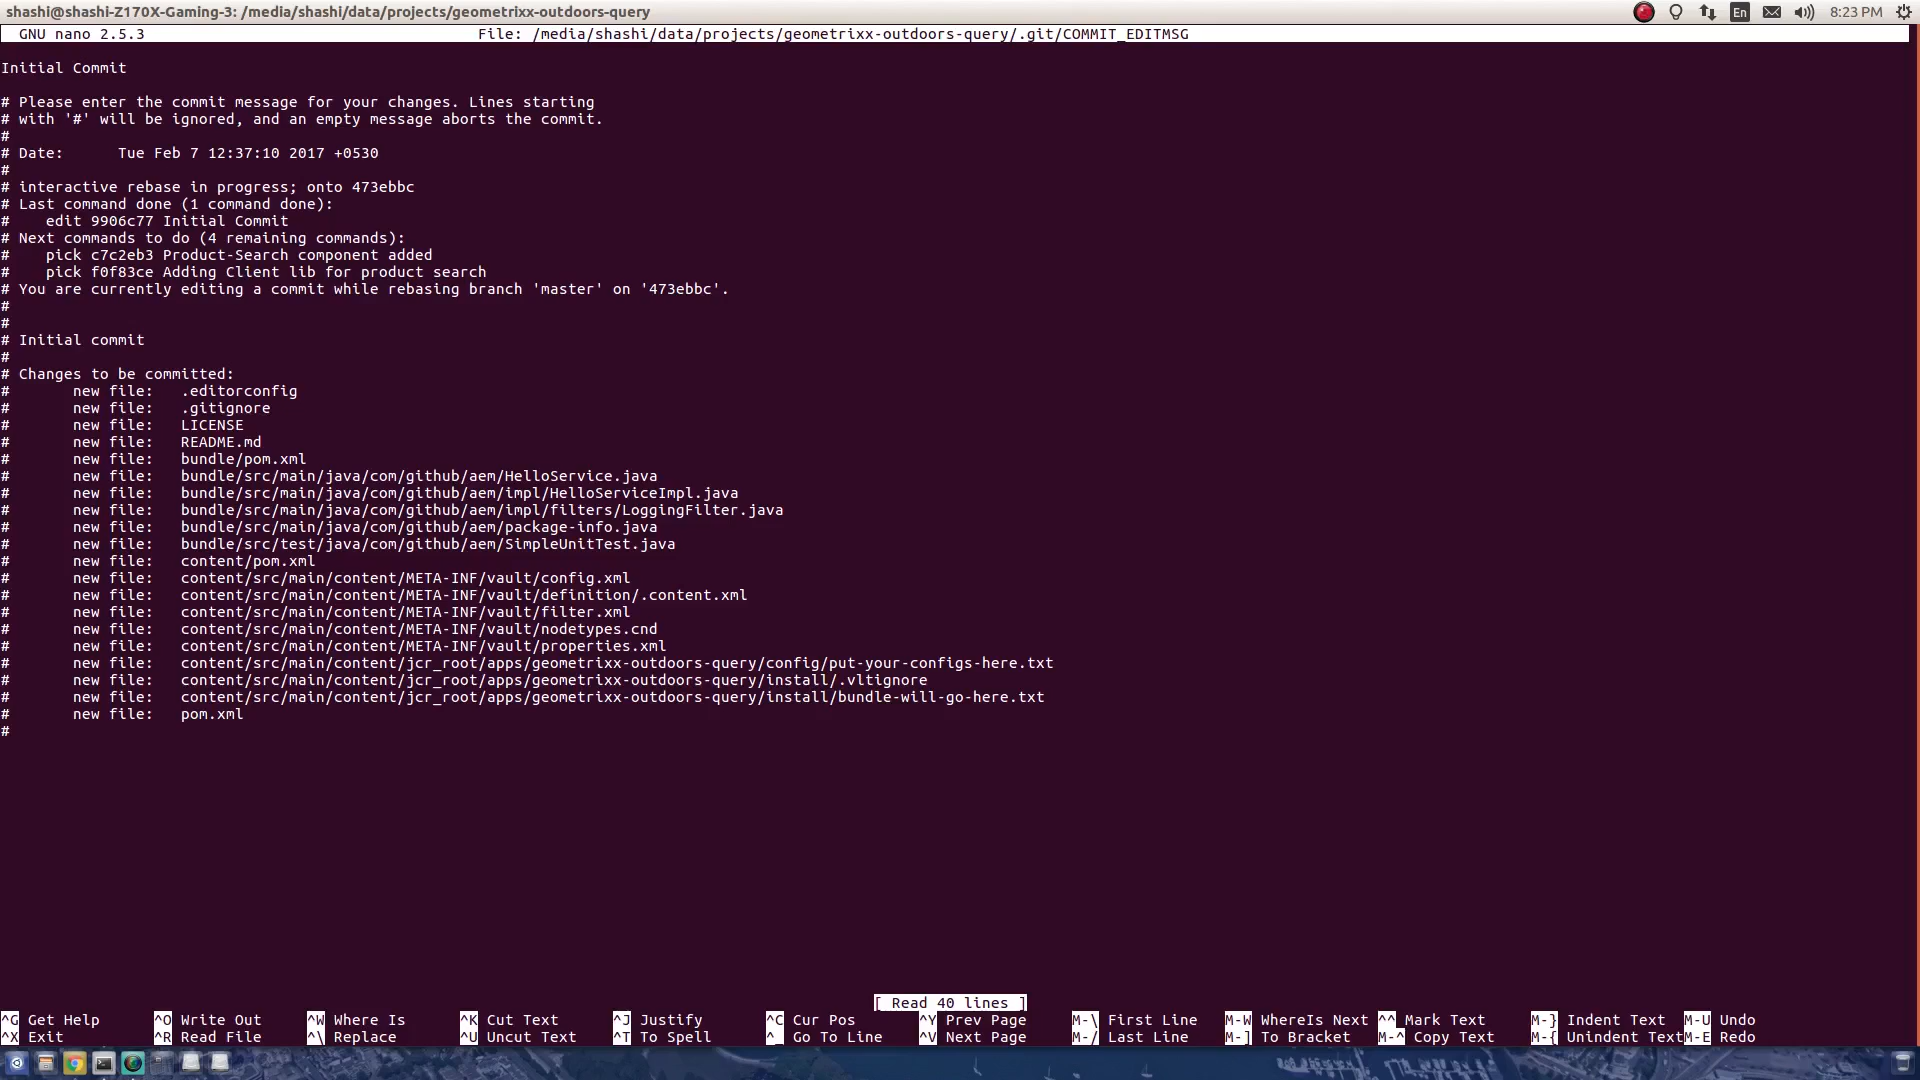 shashi@shashi-Z170X-Gaming-3: /media/shashi/data/projects/geometrixx-outdoors-query
En
8:23 PM
GNU nano 2.5.3 File: /media/shashi/data/projects/geometrixx-outdoors-query/.git/COMMIT_EDITMSG
Initial Commit
# Please enter the commit message for your changes. Lines starting
# with '#' will be ignored, and an empty message aborts the commit.
#
# Date:      Tue Feb 7 12:37:10 2017 +0530
#
# interactive rebase in progress; onto 473ebbc
# Last command done (1 command done):
#    edit 9906c77 Initial Commit
# Next commands to do (4 remaining commands):
#    pick c7c2eb3 Product-Search component added
#    pick f0f83ce Adding Client lib for product search
# You are currently editing a commit while rebasing branch 'master' on '473ebbc'.
#
#
# Initial commit
#
# Changes to be committed:
#       new file:   .editorconfig
#       new file:   .gitignore
#       new file:   LICENSE
#       new file:   README.md
#       new file:   bundle/pom.xml
#       new file:   bundle/src/main/java/com/github/aem/HelloService.java
#       new file:   bundle/src/main/java/com/github/aem/impl/HelloServiceImpl.java
#       new file:   bundle/src/main/java/com/github/aem/impl/filters/LoggingFilter.java
#       new file:   bundle/src/main/java/com/github/aem/package-info.java
#       new file:   bundle/src/test/java/com/github/aem/SimpleUnitTest.java
#       new file:   content/pom.xml
#       new file:   content/src/main/content/META-INF/vault/config.xml
#       new file:   content/src/main/content/META-INF/vault/definition/.content.xml
#       new file:   content/src/main/content/META-INF/vault/filter.xml
#       new file:   content/src/main/content/META-INF/vault/nodetypes.cnd
#       new file:   content/src/main/content/META-INF/vault/properties.xml
#       new file:   content/src/main/content/jcr_root/apps/geometrixx-outdoors-query/config/put-your-configs-here.txt
#       new file:   content/src/main/content/jcr_root/apps/geometrixx-outdoors-query/install/.vltignore
#       new file:   content/src/main/content/jcr_root/apps/geometrixx-outdoors-query/install/bundle-will-go-here.txt
#       new file:   pom.xml
#
[ Read 40 lines ]
^G Get Help ^O Write Out ^W Where Is ^K Cut Text ^J Justify ^C Cur Pos ^Y Prev Page M-\ First Line M-W WhereIs Next ^^ Mark Text M-} Indent Text M-U Undo
^X Exit ^R Read File ^\ Replace ^U Uncut Text ^T To Spell ^_ Go To Line ^V Next Page M-/ Last Line M-] To Bracket M-^ Copy Text M-{ Unindent Text M-E Redo